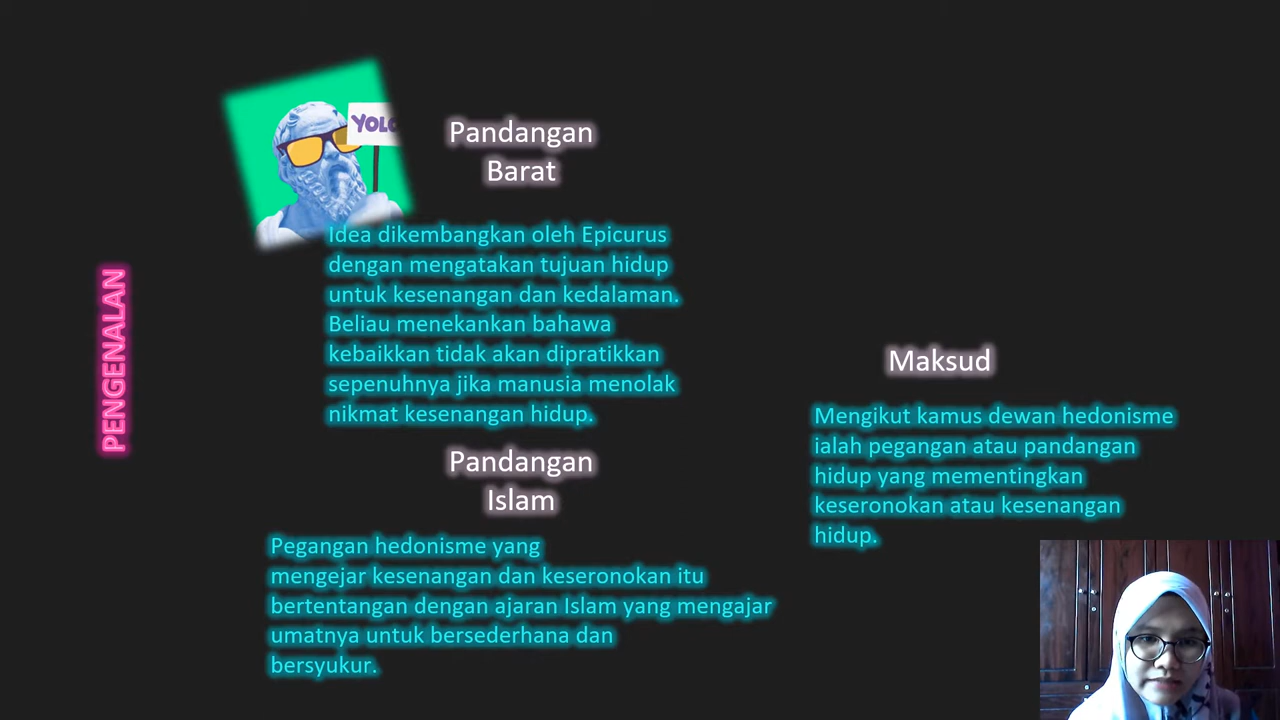 PENGENALAN
YOLO
Pandangan
Barat
Idea dikembangkan oleh Epicurus
dengan mengatakan tujuan hidup
untuk kesenangan dan kedalaman.
Beliau menekankan bahawa
kebaikkan tidak akan dipratikkan
sepenuhnya jika manusia menolak
nikmat kesenangan hidup.
Pandangan
Islam
Pegangan hedonisme yang
mengejar kesenangan dan keseronokan itu
bertentangan dengan ajaran Islam yang mengajar
umatnya untuk bersederhana dan
bersyukur.
Maksud
Mengikut kamus dewan hedonisme
ialah pegangan atau pandangan
hidup yang mementingkan
keseronokan atau kesenangan
hidup.